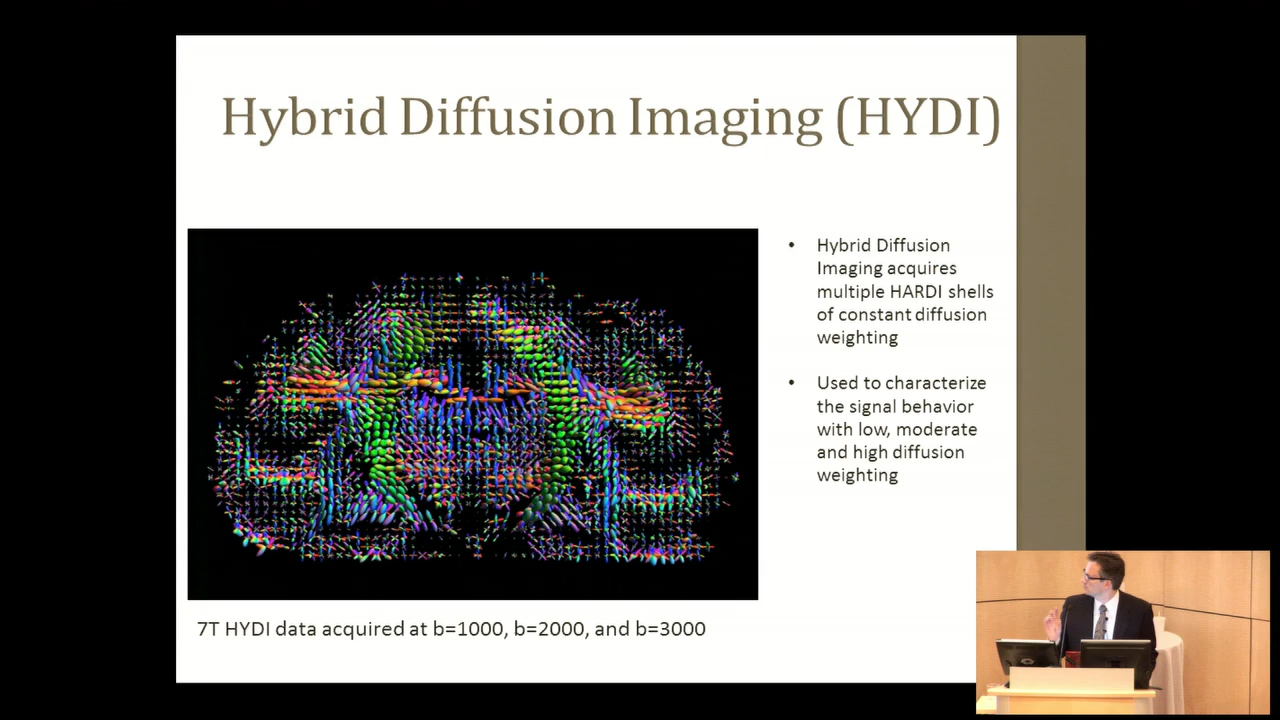 Hybrid Diffusion Imaging (HYDI)
• Hybrid Diffusion
Imaging acquires
multiple HARDI shells
of constant diffusion
weighting
• Used to characterize
the signal behavior
with low, moderate
and high diffusion
weighting
7T HYDI data acquired at b=1000, b=2000, and b=3000